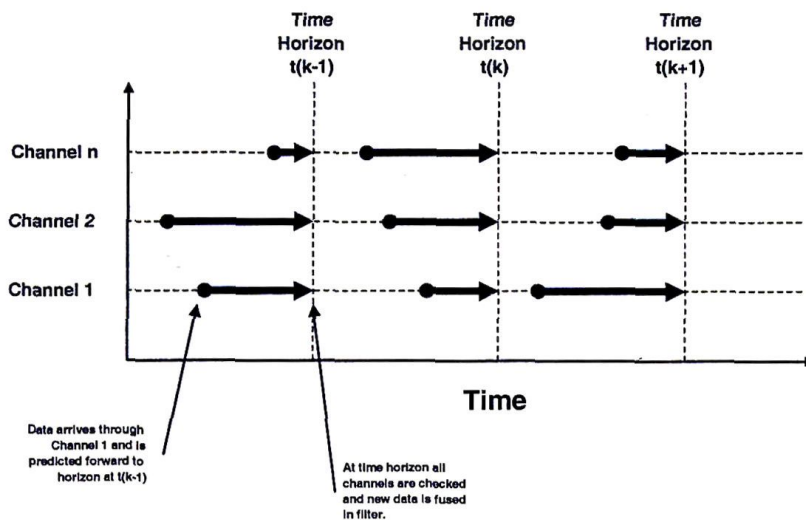 Time
Horizon
t(k-1)
Time
Horizon
t(k)
Time
Horizon
t(k+1)
Channel n
Channel 2
Channel 1
Time
Data arrives through
Channel 1 and is
predicted forward to
horizon at t(k-1)
At time horizon all
channels are checked
and new data is fused
in filter.